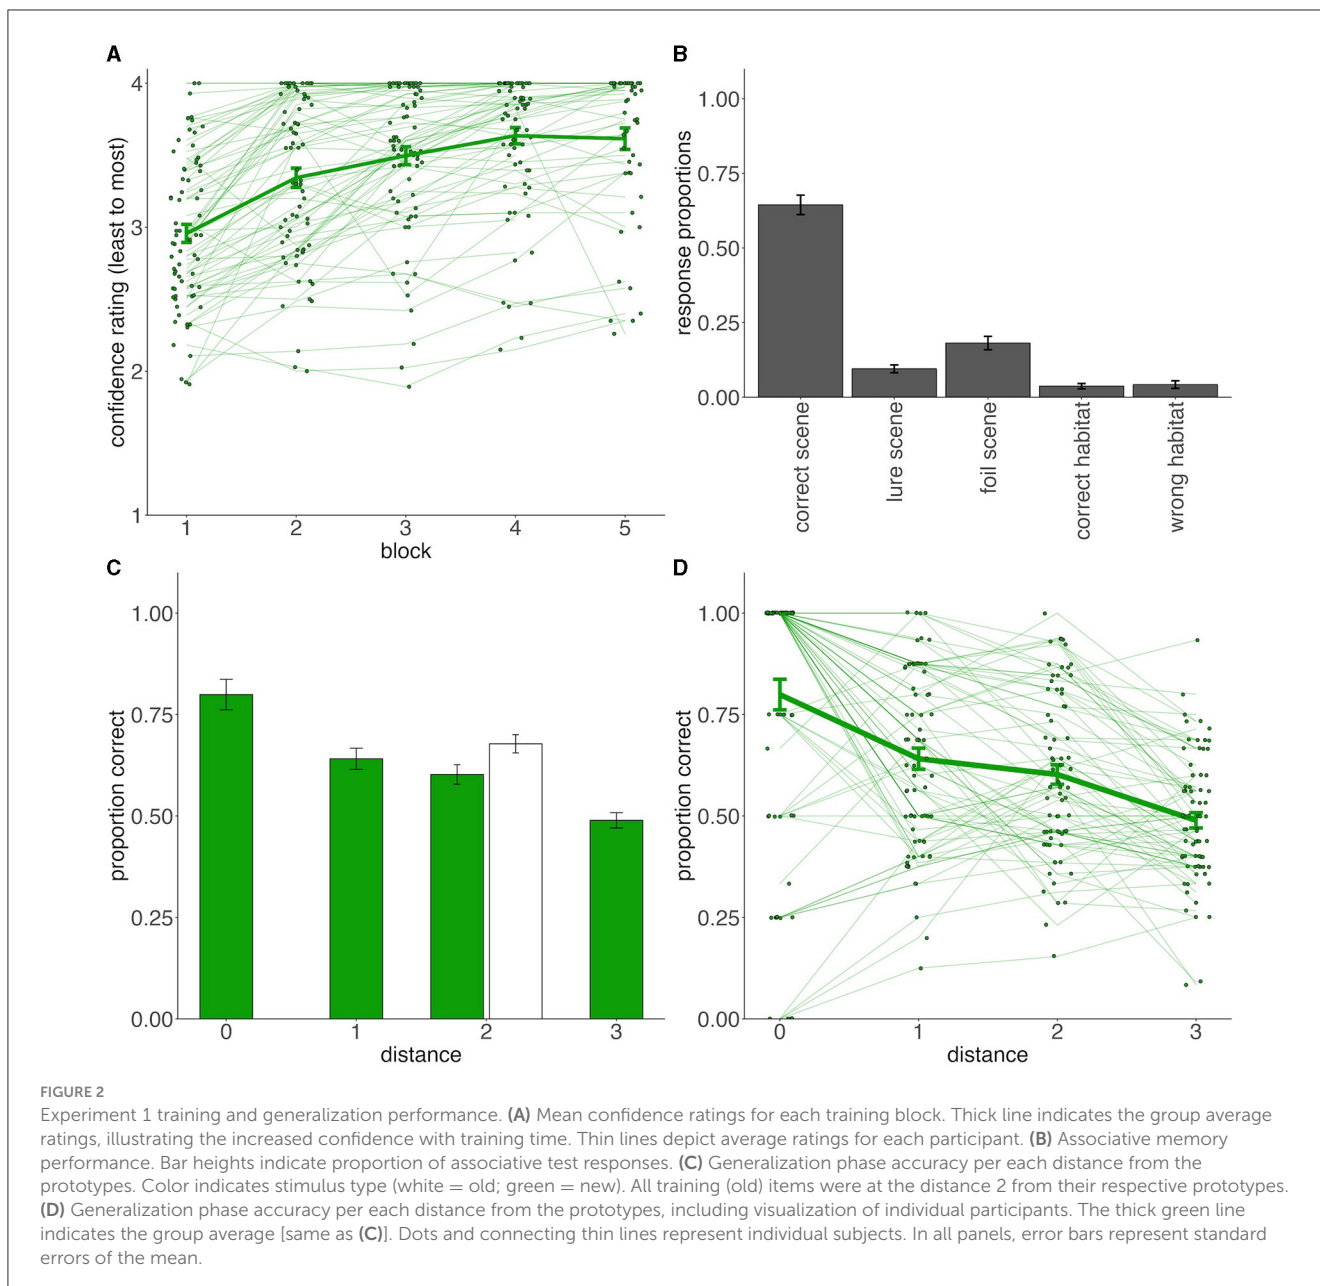 A
4
3
2
1
confidence rating (least to most)
1 2 3 4 5
block
B
1.00
0.75
0.50
0.25
0.00
response proportions
correct scene
lure scene
foil scene
correct habitat
wrong habitat
C
1.00
0.75
0.50
0.25
0.00
proportion correct
0 1 2 3
distance
D
1.00
0.75
0.50
0.25
0.00
proportion correct
0 1 2 3
distance
FIGURE 2
Experiment 1 training and generalization performance. (A) Mean confidence ratings for each training block. Thick line indicates the group average
ratings, illustrating the increased confidence with training time. Thin lines depict average ratings for each participant. (B) Associative memory
performance. Bar heights indicate proportion of associative test responses. (C) Generalization phase accuracy per each distance from the
prototypes. Color indicates stimulus type (white = old; green = new). All training (old) items were at the distance 2 from their respective prototypes.
(D) Generalization phase accuracy per each distance from the prototypes, including visualization of individual participants. The thick green line
indicates the group average [same as (C)]. Dots and connecting thin lines represent individual subjects. In all panels, error bars represent standard
errors of the mean.